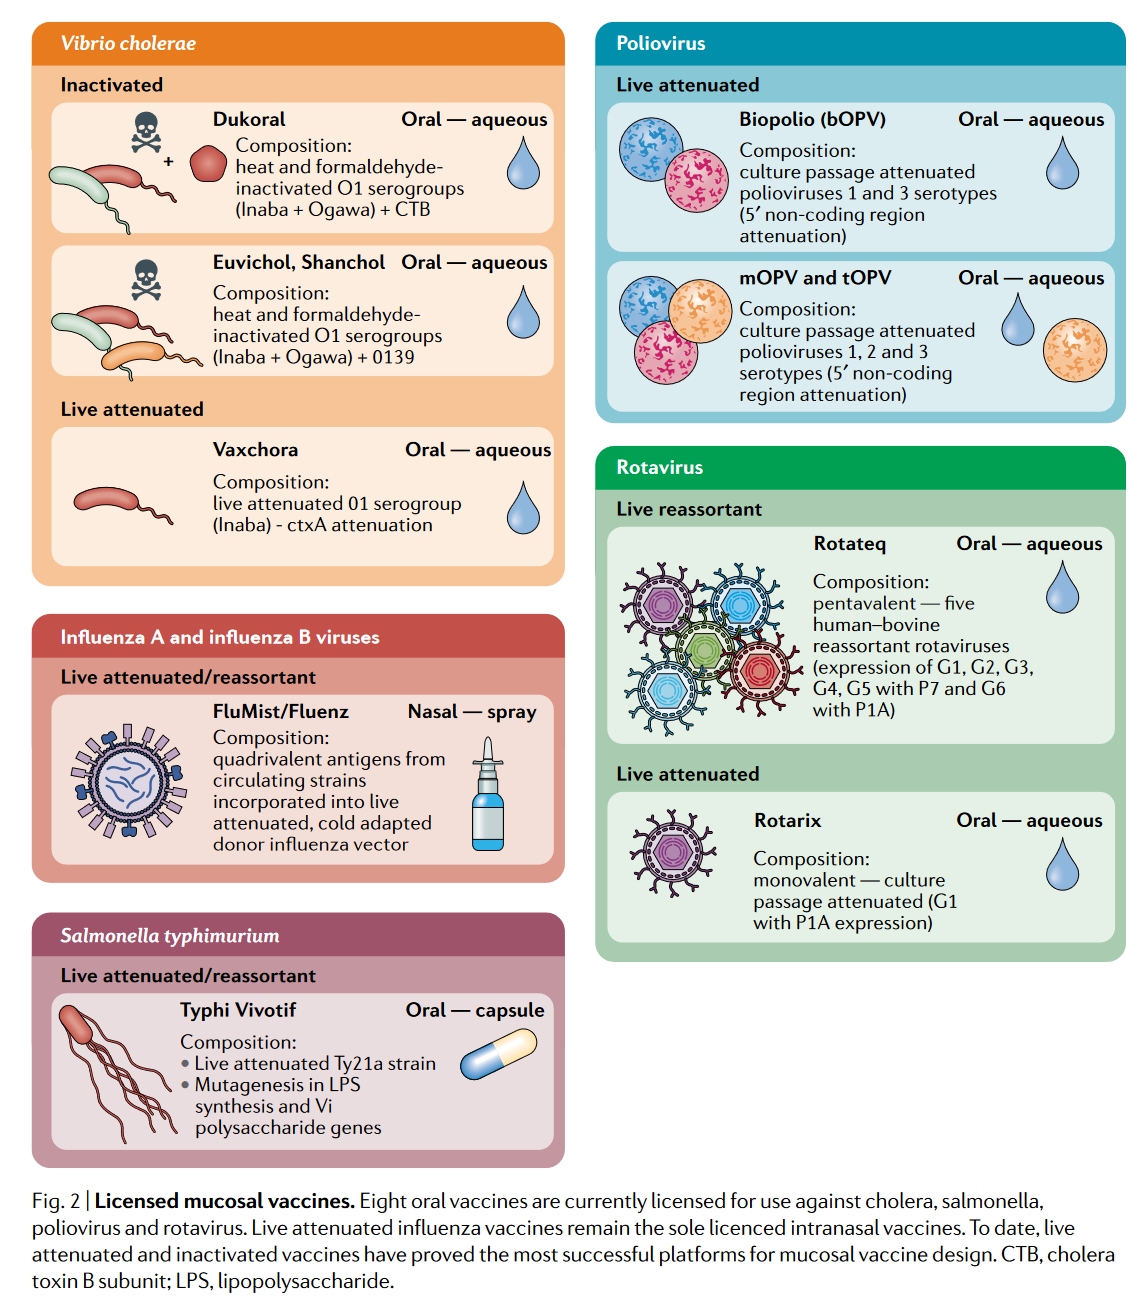 Vibrio cholerae
Inactivated
Dukoral
Oral — aqueous
+
Composition:
heat and formaldehyde-
inactivated O1 serogroups
(Inaba + Ogawa) + CTB
Euvichol, Shanchol
Oral — aqueous
Composition:
heat and formaldehyde-
inactivated O1 serogroups
(Inaba + Ogawa) + 0139
Live attenuated
Vaxchora
Oral — aqueous
Composition:
live attenuated 01 serogroup
(Inaba) - ctxA attenuation
Influenza A and influenza B viruses
Live attenuated/reassortant
FluMist/Fluenz
Nasal — spray
Composition:
quadrivalent antigens from
circulating strains
incorporated into live
attenuated, cold adapted
donor influenza vector
Salmonella typhimurium
Live attenuated/reassortant
Typhi Vivotif
Oral — capsule
Composition:
• Live attenuated Ty21a strain
• Mutagenesis in LPS
synthesis and Vi
polysaccharide genes
Poliovirus
Live attenuated
Biopolio (bOPV)
Oral — aqueous
Composition:
culture passage attenuated
polioviruses 1 and 3 serotypes
(5′ non-coding region
attenuation)
mOPV and tOPV
Oral — aqueous
Composition:
culture passage attenuated
polioviruses 1, 2 and 3
serotypes (5′ non-coding
region attenuation)
Rotavirus
Live reassortant
Rotateq
Oral — aqueous
Composition:
pentavalent — five
human–bovine
reassortant rotaviruses
(expression of G1, G2, G3,
G4, G5 with P7 and G6
with P1A)
Live attenuated
Rotarix
Oral — aqueous
Composition:
monovalent — culture
passage attenuated (G1
with P1A expression)
Fig. 2 | Licensed mucosal vaccines. Eight oral vaccines are currently licensed for use against cholera, salmonella,
poliovirus and rotavirus. Live attenuated influenza vaccines remain the sole licenced intranasal vaccines. To date, live
attenuated and inactivated vaccines have proved the most successful platforms for mucosal vaccine design. CTB, cholera
toxin B subunit; LPS, lipopolysaccharide.